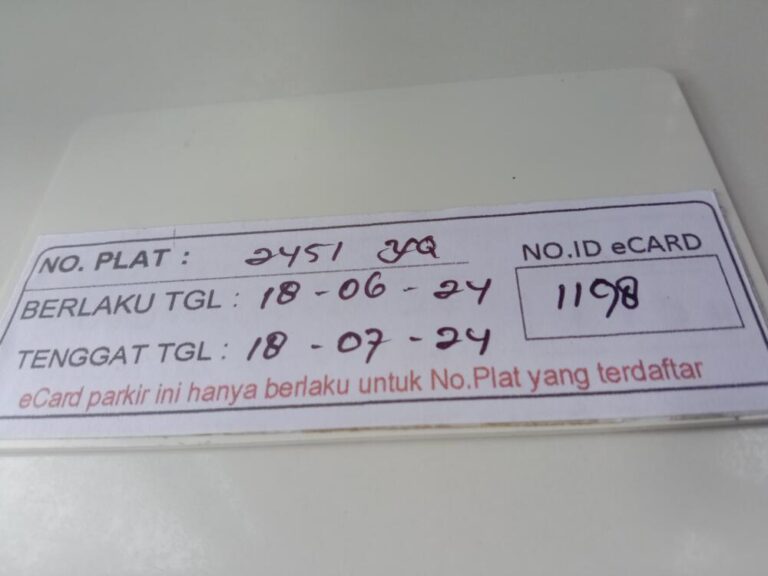 NO. PLAT : 2451 YQ
NO.ID eCARD
BERLAKU TGL : 18 - 06 - 24
1198
TENGGAT TGL : 18 - 07 - 24
eCard parkir ini hanya berlaku untuk No.Plat yang terdaftar